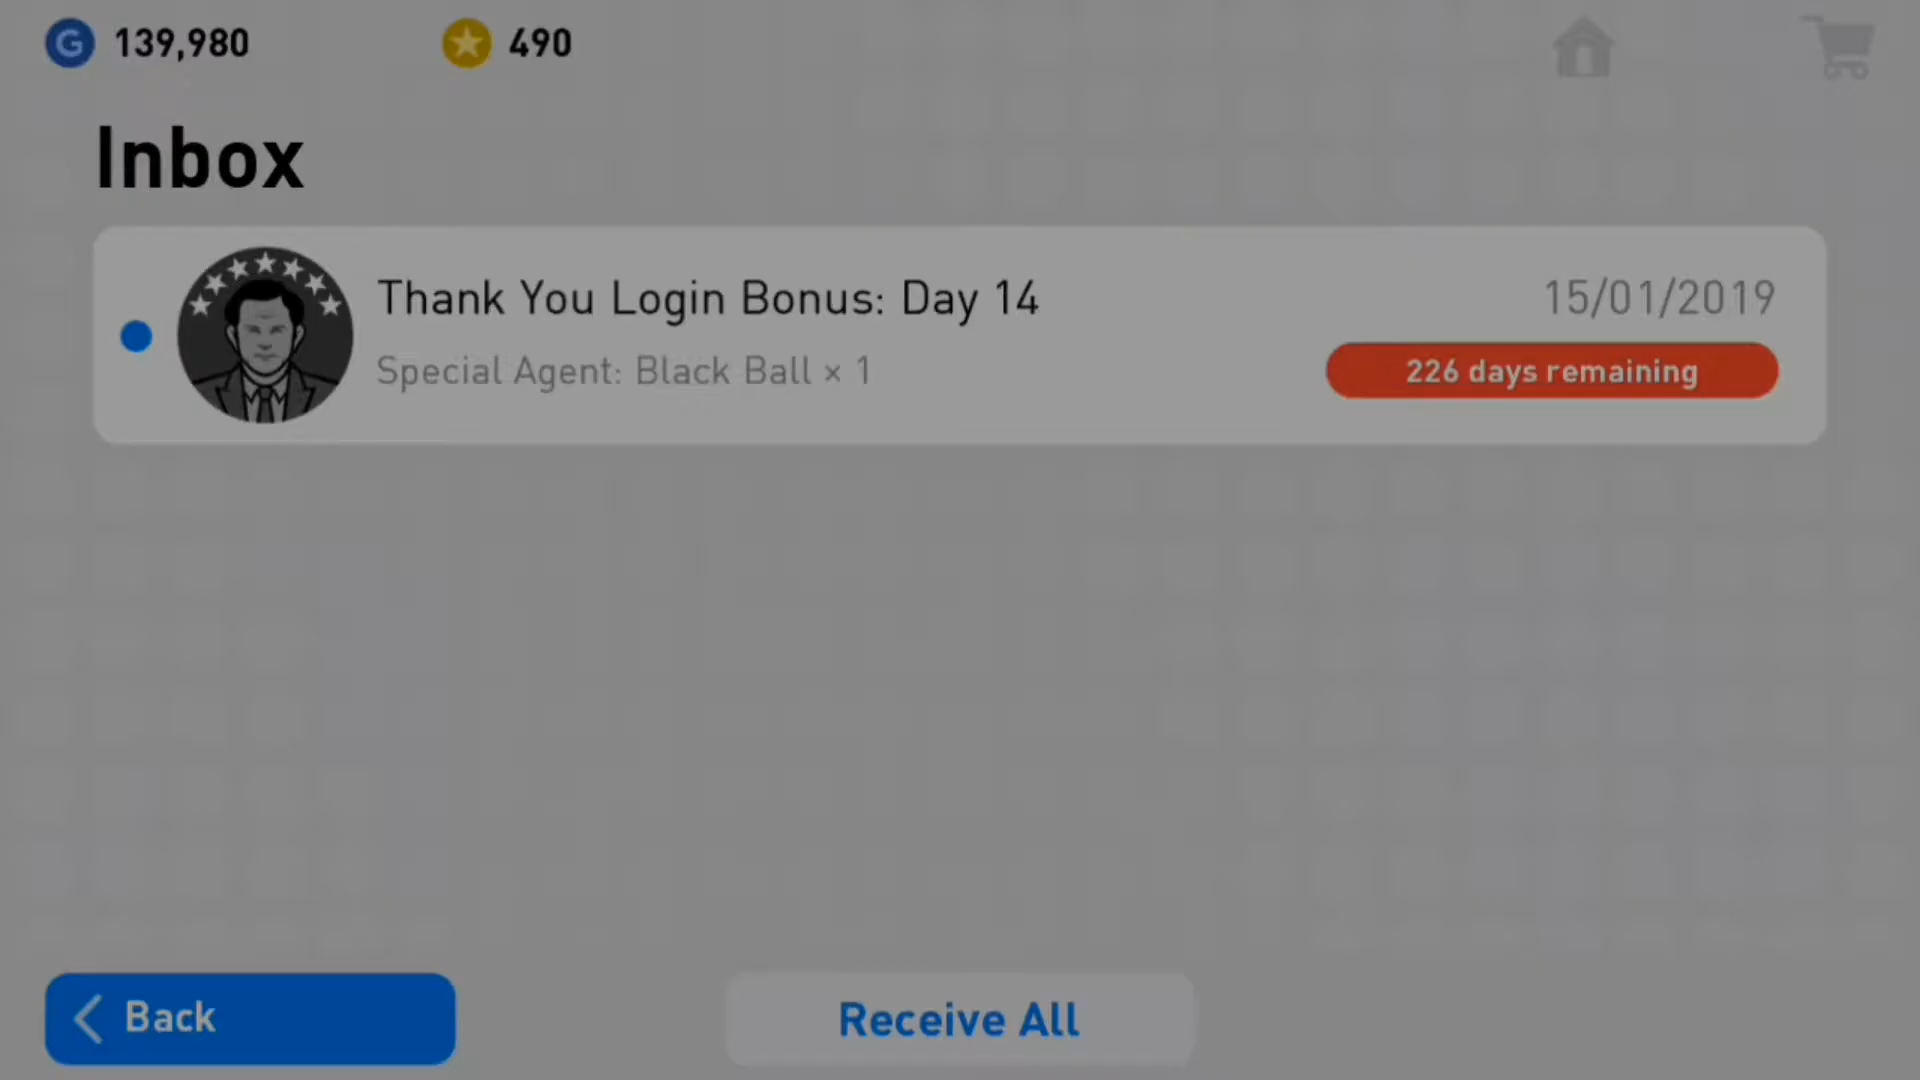 G 139,980
490
Inbox
Thank You Login Bonus: Day 14
15/01/2019
Special Agent: Black Ball × 1
226 days remaining
Back
Receive All